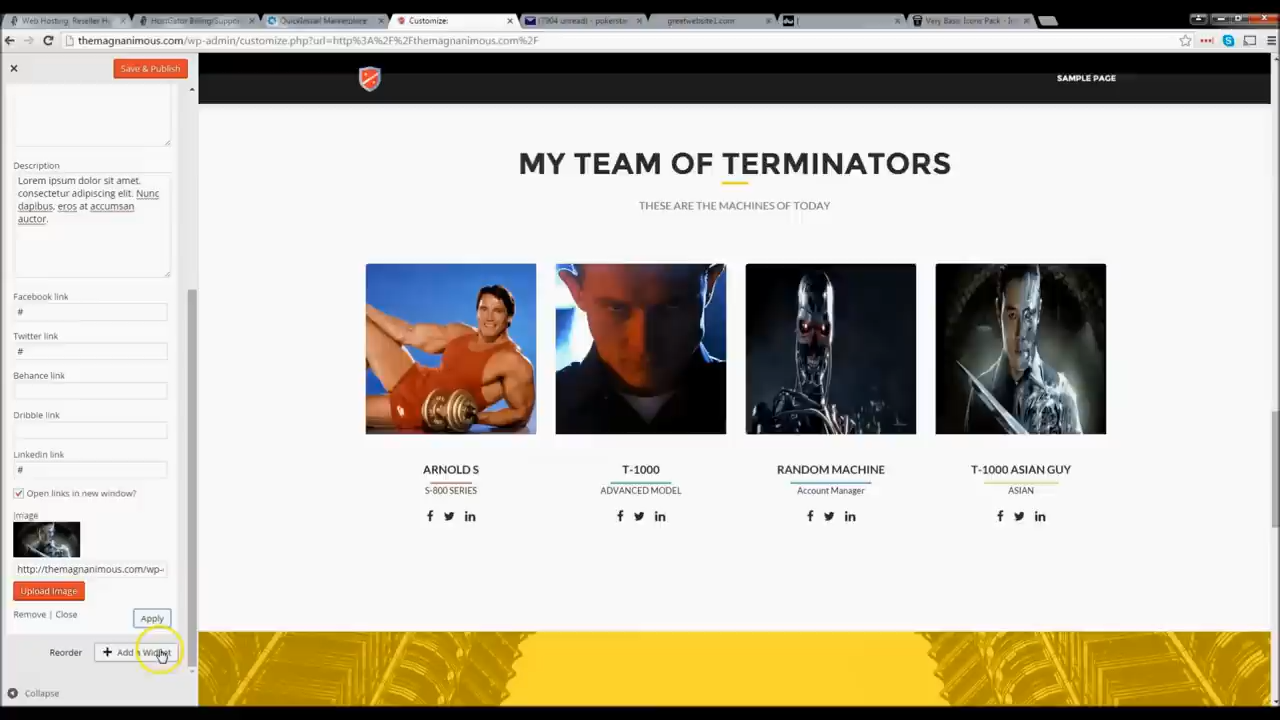 Web Hosting, Reseller Ho
HostGator Billing/Suppor
Customize:
(7904 unread) - pokerste
greetwebsite1.com
Very Basic Icons Pack - In
themagnanimous.com/wp-admin/customize.php?url=http%3A%2F%2Fthemagnanimous.com%2F
Save & Publish
SAMPLE PAGE
MY TEAM OF TERMINATORS
THESE ARE THE MACHINES OF TODAY
Description
Lorem ipsum dolor sit amet,
consectetur adipiscing elit. Nunc
dapibus, eros at accumsan
auctor.
Facebook link
#
Twitter link
#
Behance link
Dribble link
Linkedin link
#
Open links in new window?
Image
http://themagnanimous.com/wp-
Upload Image
Remove | Close
Apply
Reorder
Add a Widget
Collapse
ARNOLD S
S-800 SERIES
T-1000
ADVANCED MODEL
RANDOM MACHINE
Account Manager
T-1000 ASIAN GUY
ASIAN